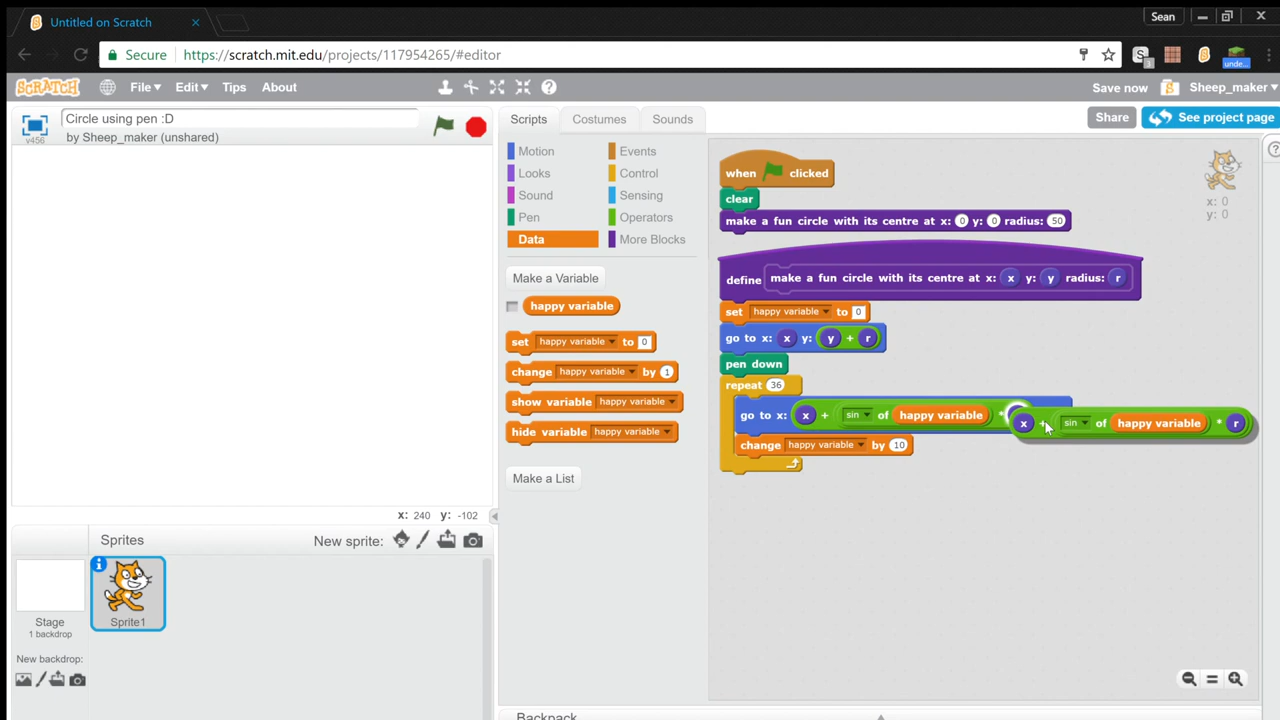 Untitled on Scratch
Sean
Secure https://scratch.mit.edu/projects/117954265/#editor
3
unde...
SCRATCH File Edit Tips About Save now Sheep_maker
Circle using pen :D
by Sheep_maker (unshared)
v456
Scripts Costumes Sounds
Share See project page
Motion Events
Looks Control
Sound Sensing
Pen Operators
Data More Blocks
Make a Variable
happy variable
set happy variable to 0
change happy variable by 1
show variable happy variable
hide variable happy variable
Make a List
when clicked
clear
make a fun circle with its centre at x: 0 y: 0 radius: 50
define make a fun circle with its centre at x: x y: y radius: r
set happy variable to 0
go to x: x y: y + r
pen down
repeat 36
go to x: x + sin of happy variable *
x + sin of happy variable * r
change happy variable by 10
x: 0
y: 0
x: 240 y: -102
Sprites New sprite:
Stage
1 backdrop
New backdrop:
Sprite1
Backpack